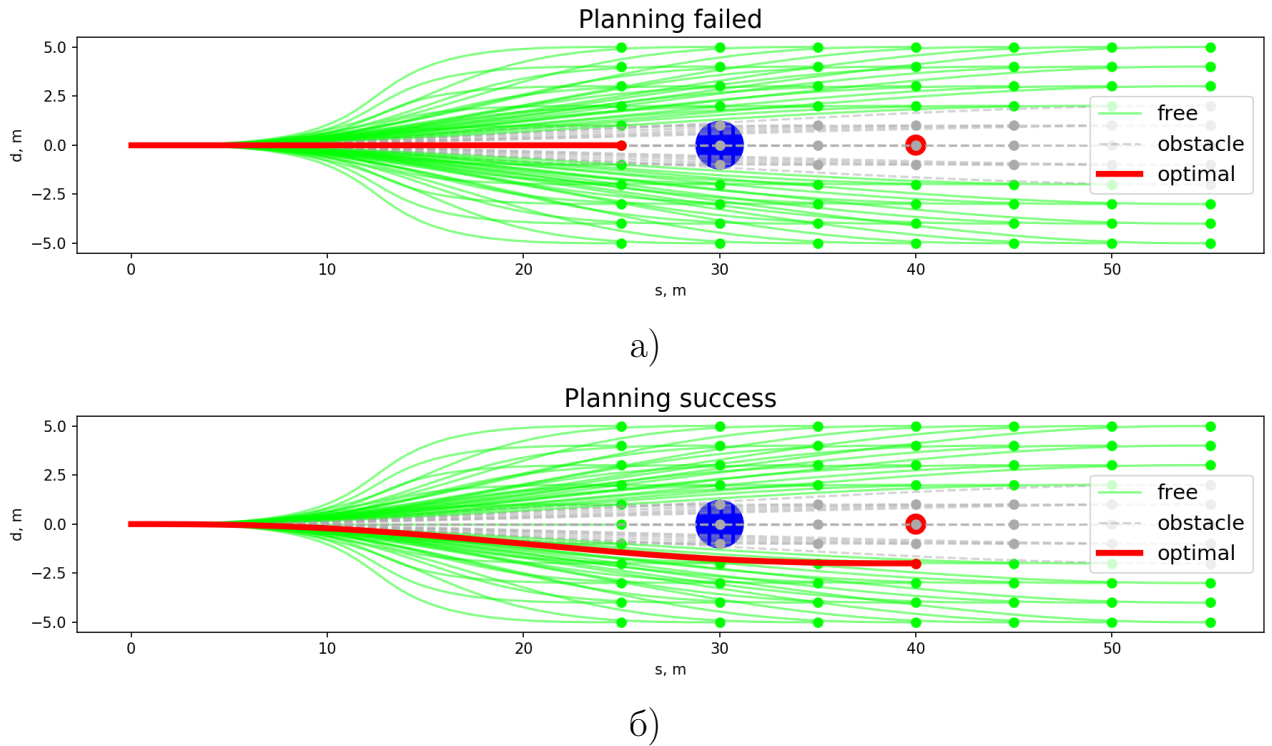 Planning failed
5.0
2.5
0.0
−2.5
−5.0
d, m
free
obstacle
optimal
0 10 20 30 40 50
s, m
а)
Planning success
5.0
2.5
0.0
−2.5
−5.0
d, m
free
obstacle
optimal
0 10 20 30 40 50
s, m
б)